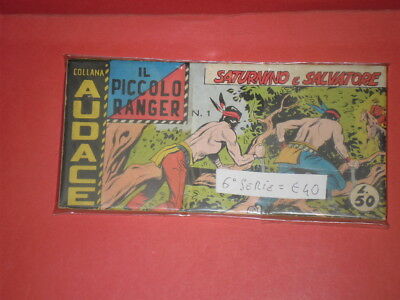 COLLANA
AUDACE
IL
PICCOLO
RANGER
N. 1
SATURNINO E SALVATORE
6° SERIE = €40
L.
50